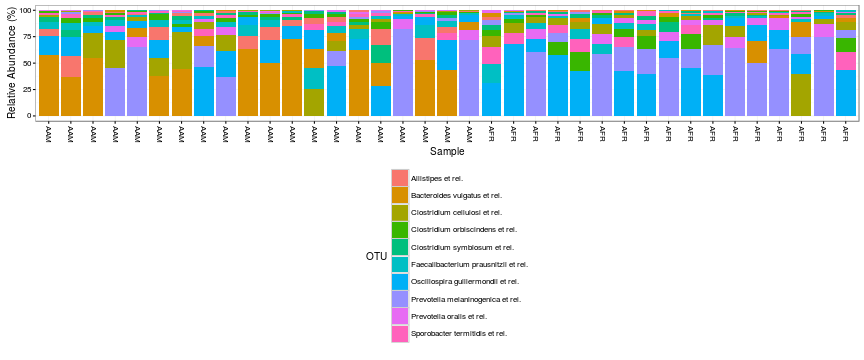 Relative Abundance (%)
100
75
50
25
0
AAM AAM AAM AAM AAM AAM AAM AAM AAM AAM AAM AAM AAM AAM AAM AAM AAM AAM AAM AAM AFR AFR AFR AFR AFR AFR AFR AFR AFR AFR AFR AFR AFR AFR AFR AFR AFR
Sample
OTU
Allistipes et rel.
Bacteroides vulgatus et rel.
Clostridium cellulosi et rel.
Clostridium orbiscindens et rel.
Clostridium symbiosum et rel.
Faecalibacterium prausnitzii et rel.
Oscillospira guillermondii et rel.
Prevotella melaninogenica et rel.
Prevotella oralis et rel.
Sporobacter termitidis et rel.